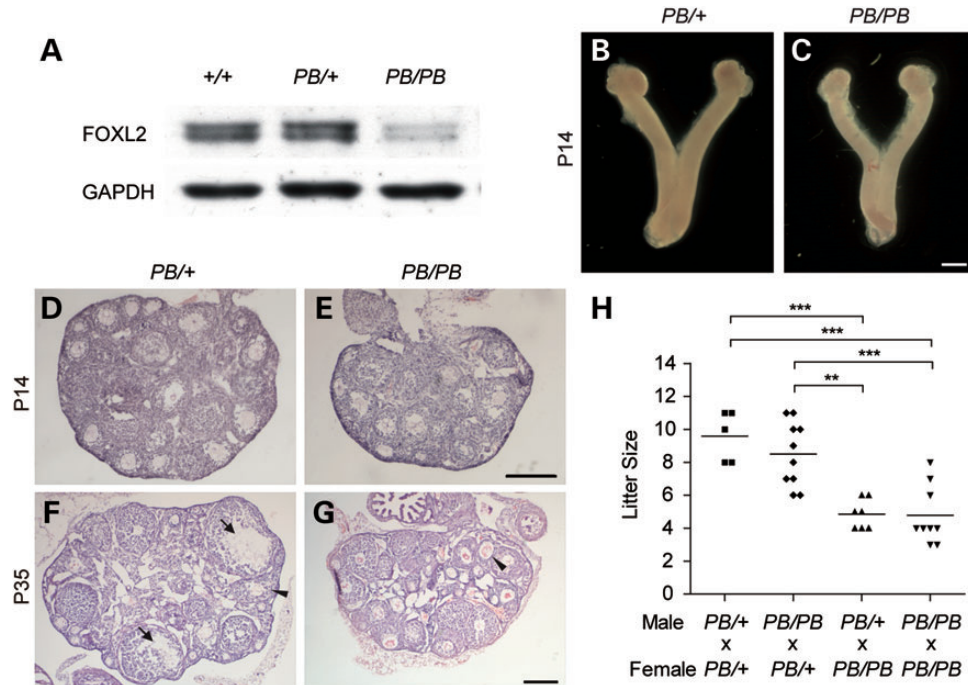 PB/+ PB/PB
A B C
+/+ PB/+ PB/PB
FOXL2
GAPDH
P14
PB/+ PB/PB
D E H
P14
F G
P35
*** 
***
***
**
14
12
10
8
6
4
2
0
Litter Size
Male PB/+ PB/PB PB/+ PB/PB
x x x x
Female PB/+ PB/+ PB/PB PB/PB